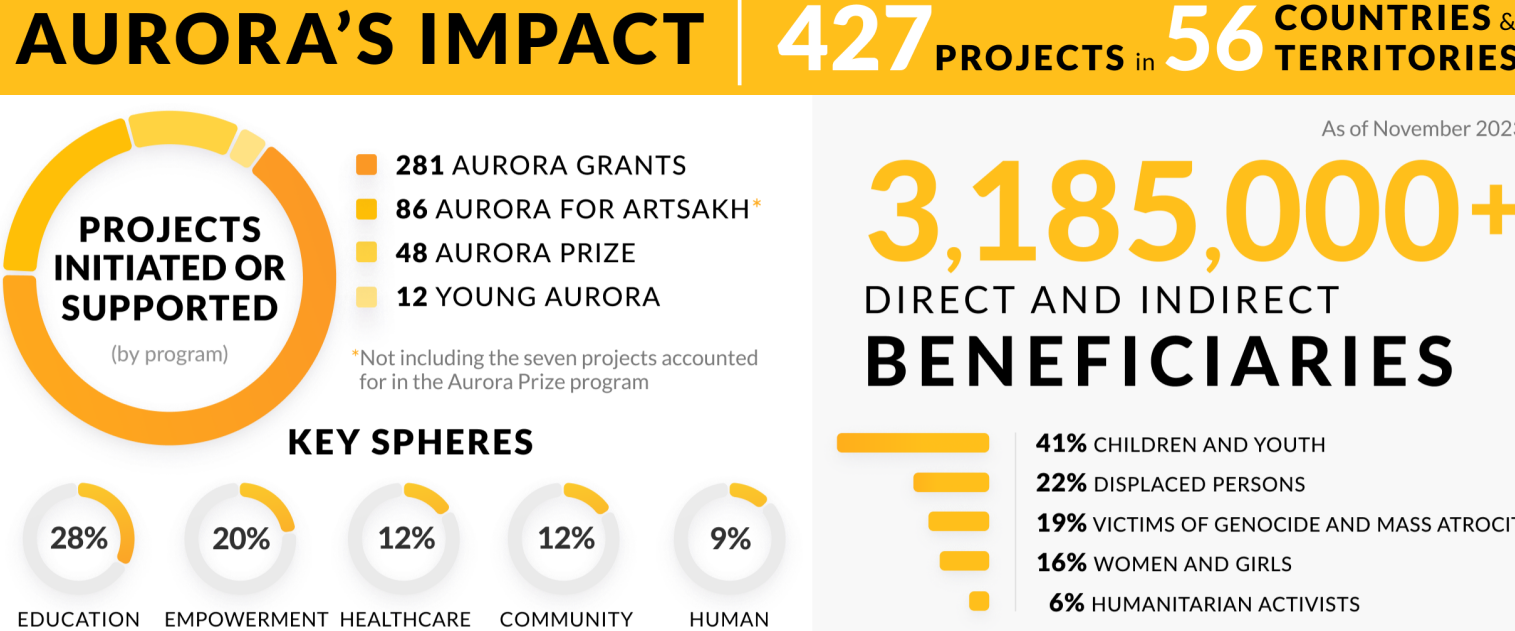 AURORA'S IMPACT
427 PROJECTS in 56 COUNTRIES &
TERRITORIES
PROJECTS
INITIATED OR
SUPPORTED
(by program)
281 AURORA GRANTS
86 AURORA FOR ARTSAKH*
48 AURORA PRIZE
12 YOUNG AURORA
*Not including the seven projects accounted
for in the Aurora Prize program
KEY SPHERES
28%
EDUCATION
20%
EMPOWERMENT
12%
HEALTHCARE
12%
COMMUNITY
9%
HUMAN
As of November 202
3,185,000+
DIRECT AND INDIRECT
BENEFICIARIES
41% CHILDREN AND YOUTH
22% DISPLACED PERSONS
19% VICTIMS OF GENOCIDE AND MASS ATROCI
16% WOMEN AND GIRLS
6% HUMANITARIAN ACTIVISTS